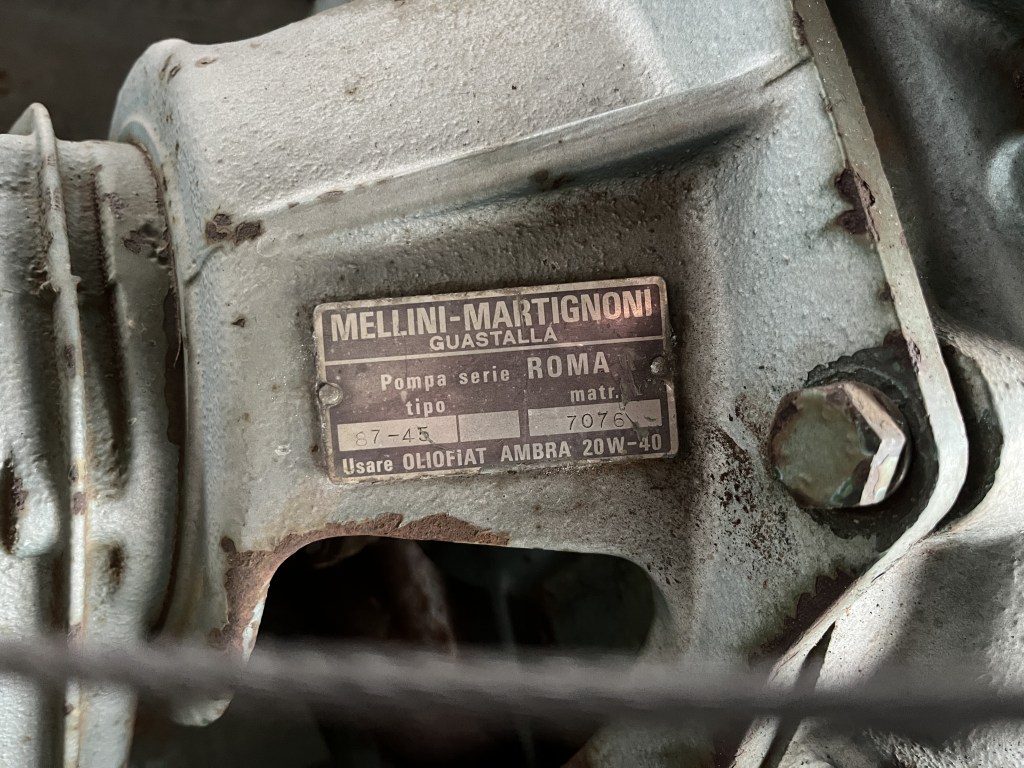 MELLINI-MARTIGNONI
GUASTALLA
Pompa serie ROMA
tipo matr.
87-45 7076
Usare OLIOFIAT AMBRA 20W-40